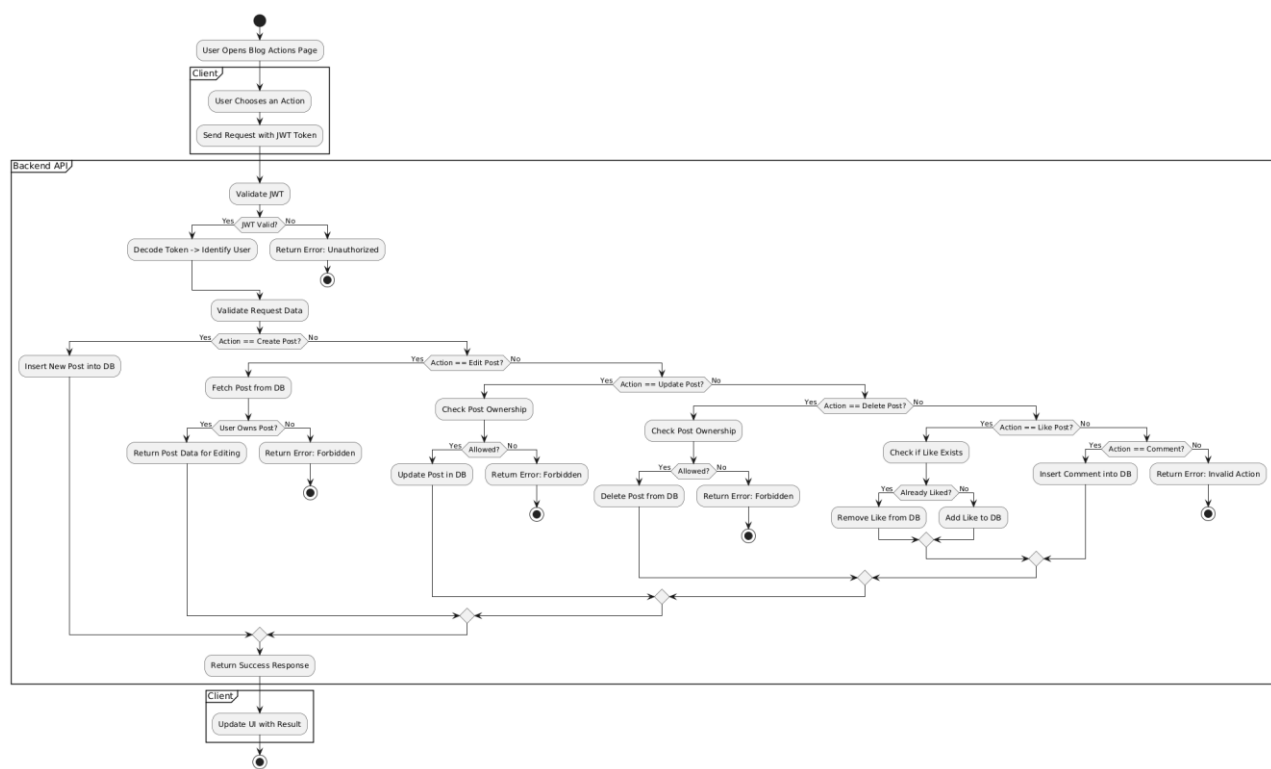 User Opens Blog Actions Page
Client
User Chooses an Action
Send Request with JWT Token
Backend API
Validate JWT
Yes
JWT Valid?
No
Decode Token -> Identify User
Return Error: Unauthorized
Validate Request Data
Yes
Action == Create Post?
No
Insert New Post into DB
Yes
Action == Edit Post?
No
Fetch Post from DB
Yes
User Owns Post?
No
Return Post Data for Editing
Return Error: Forbidden
Yes
Action == Update Post?
No
Check Post Ownership
Yes
Allowed?
No
Update Post in DB
Return Error: Forbidden
Yes
Action == Delete Post?
No
Check Post Ownership
Yes
Allowed?
No
Delete Post from DB
Return Error: Forbidden
Yes
Action == Like Post?
No
Check if Like Exists
Yes
Already Liked?
No
Remove Like from DB
Add Like to DB
Yes
Action == Comment?
No
Insert Comment into DB
Return Error: Invalid Action
Return Success Response
Client
Update UI with Result